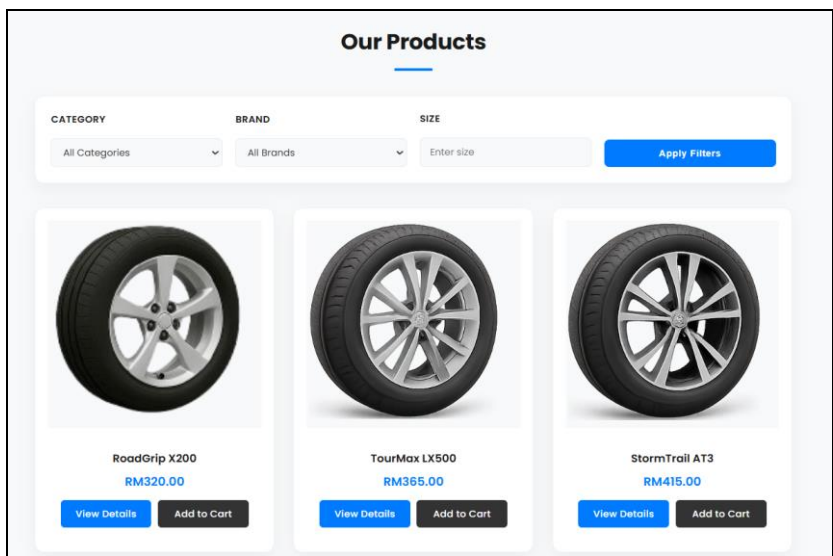 Our Products
CATEGORY BRAND SIZE
All Categories All Brands Enter size Apply Filters
RoadGrip X200 TourMax LX500 StormTrail AT3
RM320.00 RM365.00 RM415.00
View Details Add to Cart View Details Add to Cart View Details Add to Cart